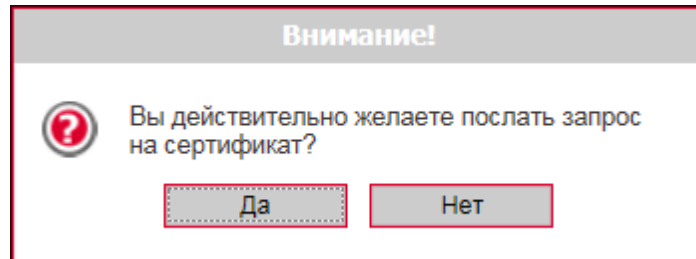 Внимание!
Вы действительно желаете послать запрос
на сертификат?
Да Нет